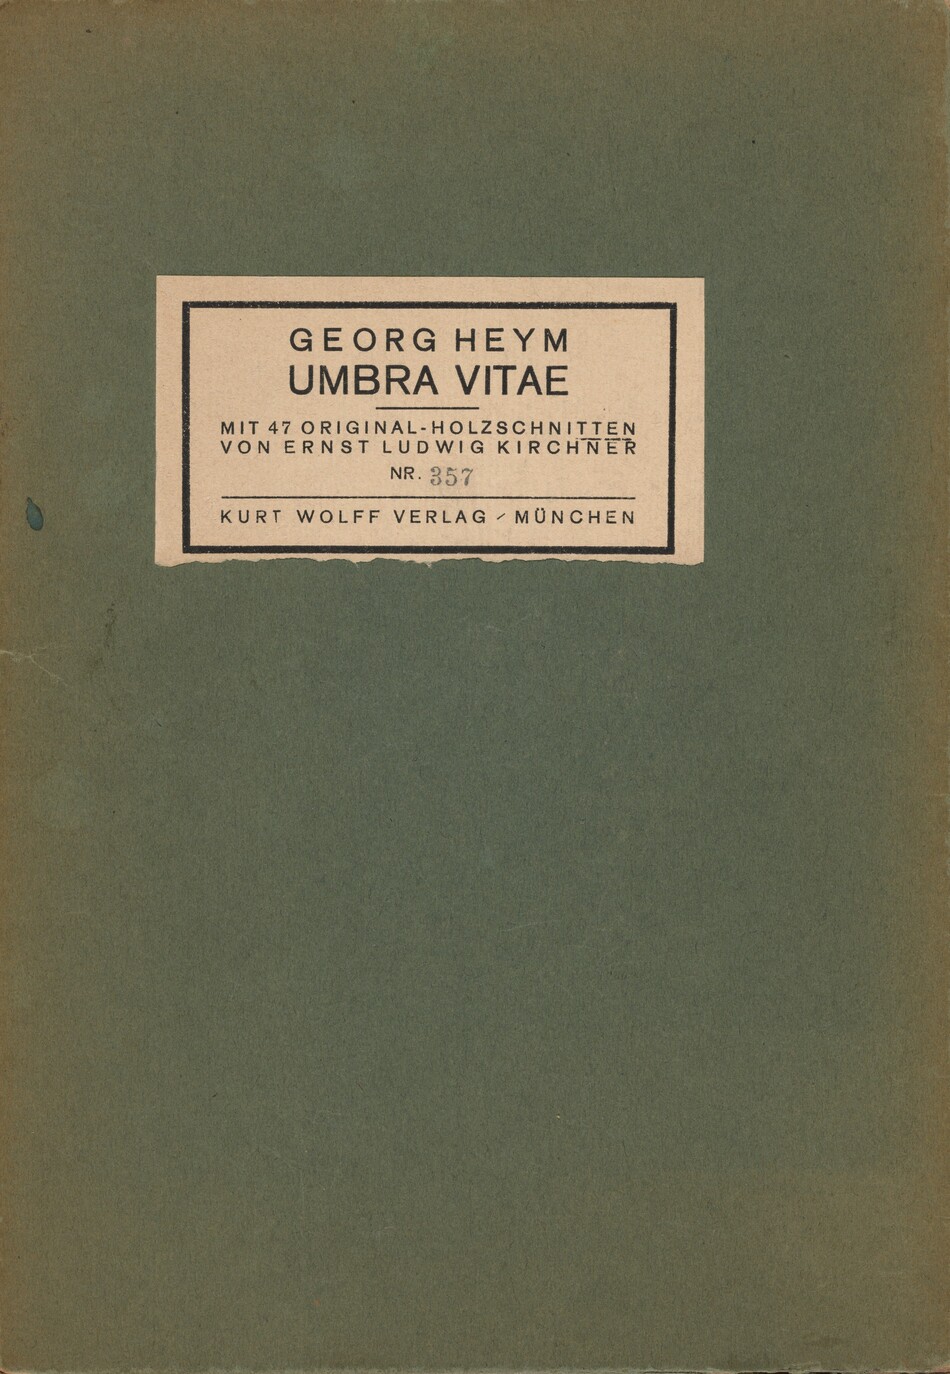 GEORG HEYM
UMBRA VITAE
MIT 47 ORIGINAL-HOLZSCHNITTEN
VON ERNST LUDWIG KIRCHNER
NR. 357
KURT WOLFF VERLAG / MÜNCHEN